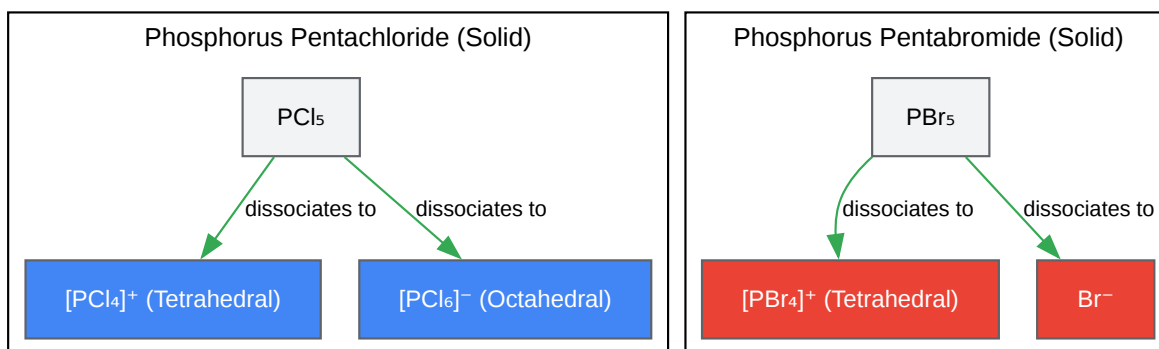 Phosphorus Pentachloride (Solid)
PCl₅
dissociates to
dissociates to
[PCl₄]⁺ (Tetrahedral)
[PCl₆]⁻ (Octahedral)
Phosphorus Pentabromide (Solid)
PBr₅
dissociates to
dissociates to
[PBr₄]⁺ (Tetrahedral)
Br⁻